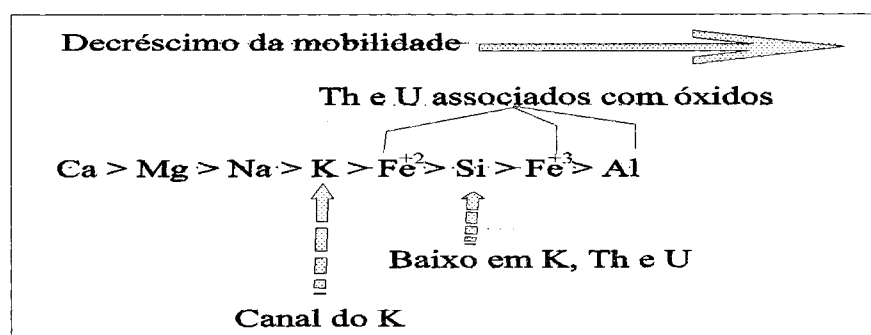 Decréscimo da mobilidade
Th e U associados com óxidos
Ca > Mg > Na > K > Fe+2 > Si > Fe+3 > Al
Baixo em K, Th e U
Canal do K